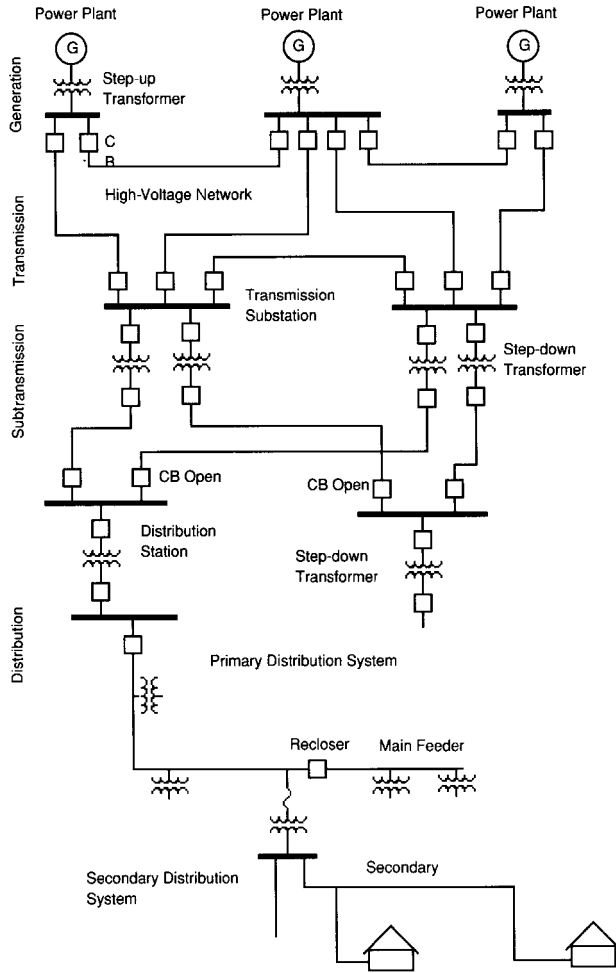 Power Plant
Power Plant
Power Plant
G
G
G
Generation
Step-up
Transformer
C
B
High-Voltage Network
Transmission
Transmission
Substation
Subtransmission
Step-down
Transformer
CB Open
CB Open
Distribution
Station
Step-down
Transformer
Distribution
Primary Distribution System
Recloser
Main Feeder
Secondary Distribution
System
Secondary